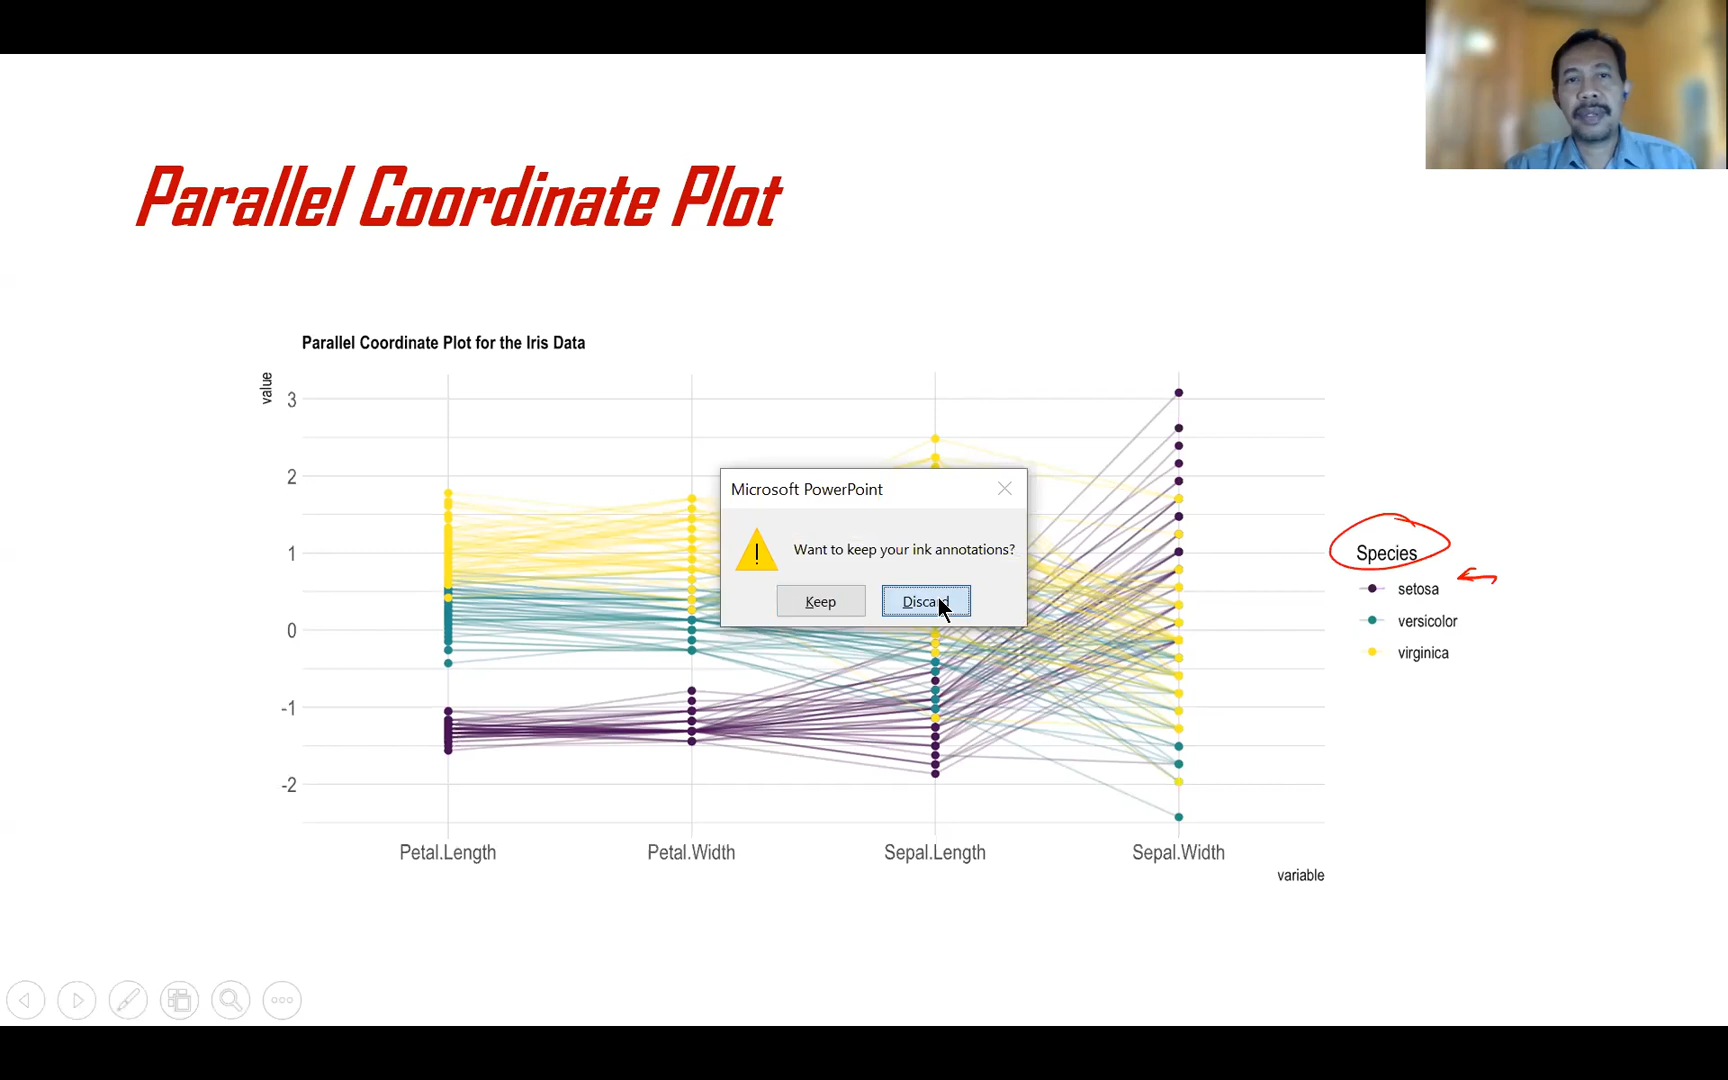 Parallel Coordinate Plot
Parallel Coordinate Plot for the Iris Data
value
3
2
1
0
-1
-2
Microsoft PowerPoint
Want to keep your ink annotations?
Keep
Discard
Species
setosa
versicolor
virginica
Petal.Length
Petal.Width
Sepal.Length
Sepal.Width
variable